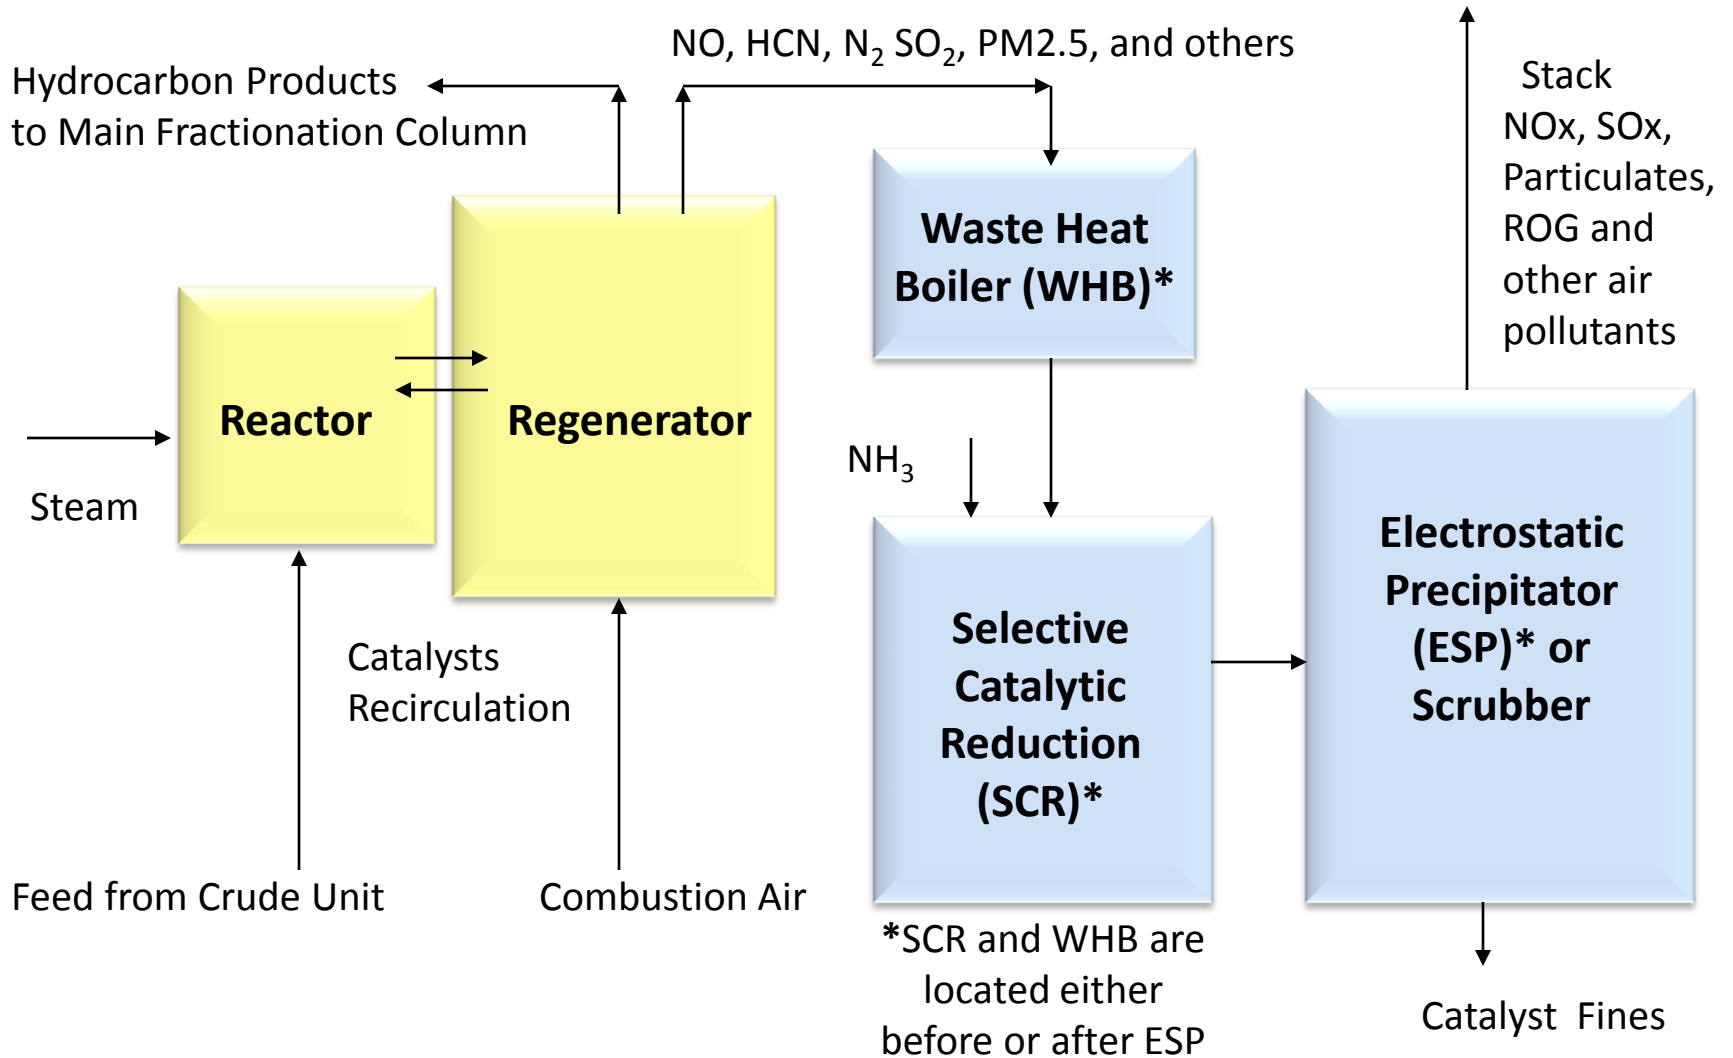 NO, HCN, N₂ SO₂, PM2.5, and others
Hydrocarbon Products
to Main Fractionation Column
Stack
NOx, SOx,
Particulates,
ROG and
other air
pollutants
Waste Heat
Boiler (WHB)*
Reactor
Regenerator
Steam
NH₃
Catalysts
Recirculation
Selective
Catalytic
Reduction
(SCR)*
Electrostatic
Precipitator
(ESP)* or
Scrubber
Feed from Crude Unit
Combustion Air
*SCR and WHB are
located either
before or after ESP
Catalyst Fines